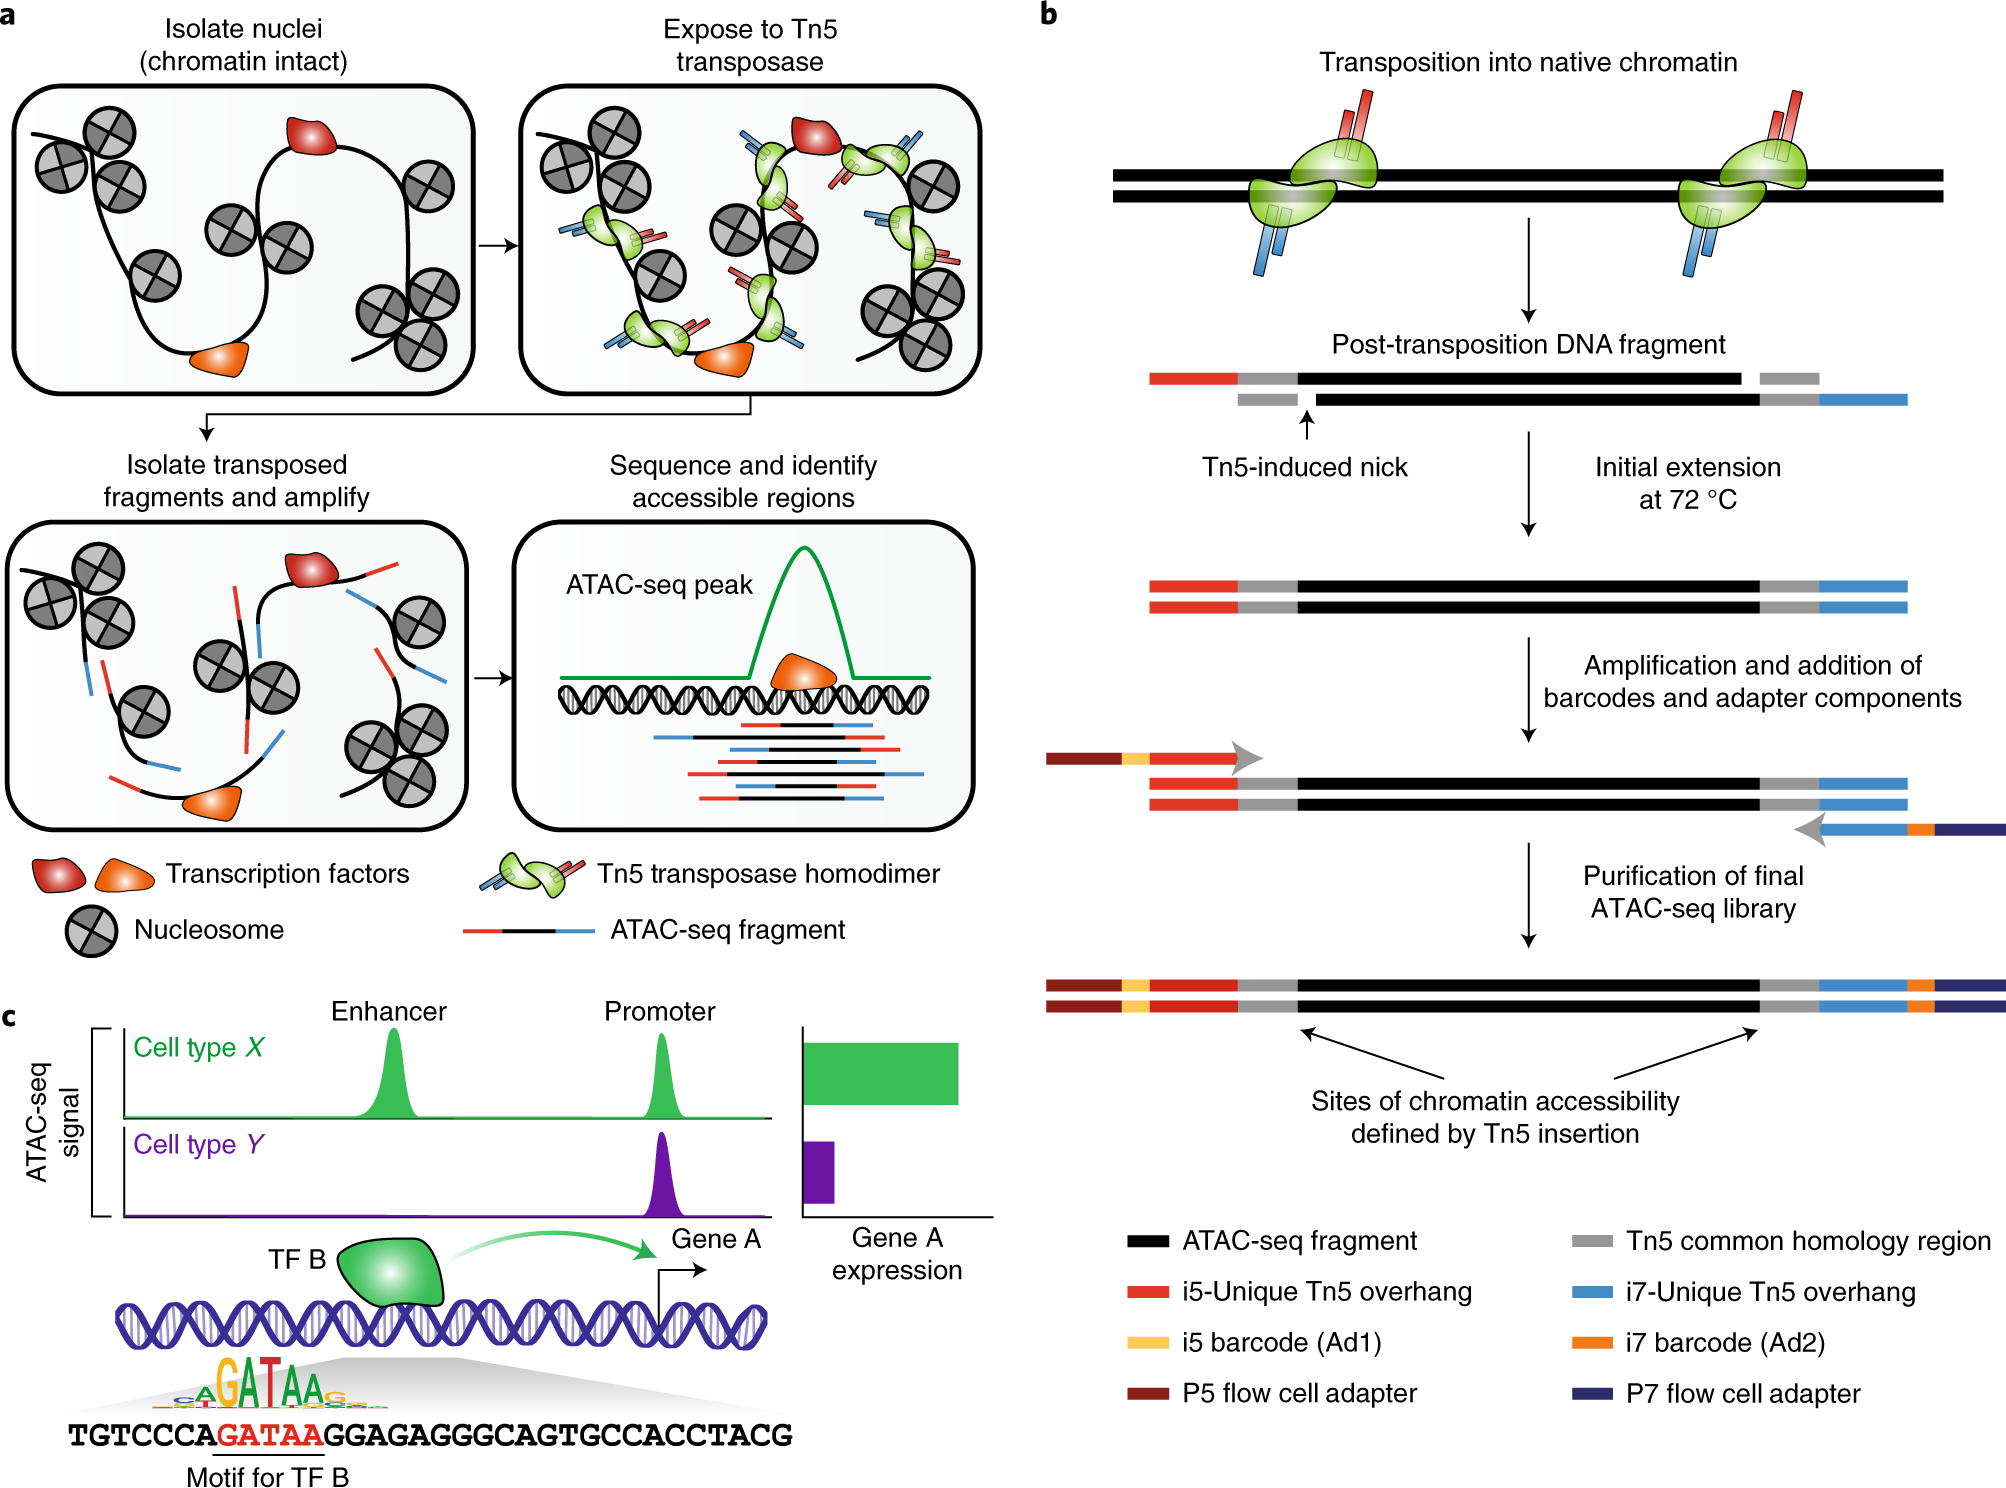 a
Isolate nuclei
(chromatin intact)
Expose to Tn5
transposase
Isolate transposed
fragments and amplify
Sequence and identify
accessible regions
ATAC-seq peak
Transcription factors
Tn5 transposase homodimer
Nucleosome
ATAC-seq fragment
b
Transposition into native chromatin
Post-transposition DNA fragment
Tn5-induced nick
Initial extension
at 72 °C
Amplification and addition of
barcodes and adapter components
Purification of final
ATAC-seq library
Sites of chromatin accessibility
defined by Tn5 insertion
ATAC-seq fragment
Tn5 common homology region
i5-Unique Tn5 overhang
i7-Unique Tn5 overhang
i5 barcode (Ad1)
i7 barcode (Ad2)
P5 flow cell adapter
P7 flow cell adapter
c
Enhancer
Promoter
ATAC-seq
signal
Cell type X
Cell type Y
Gene A
expression
TF B
Gene A
GATAAG
TGTCCCAGATAAGGAGAGGGCAGTGCCACCTACG
Motif for TF B